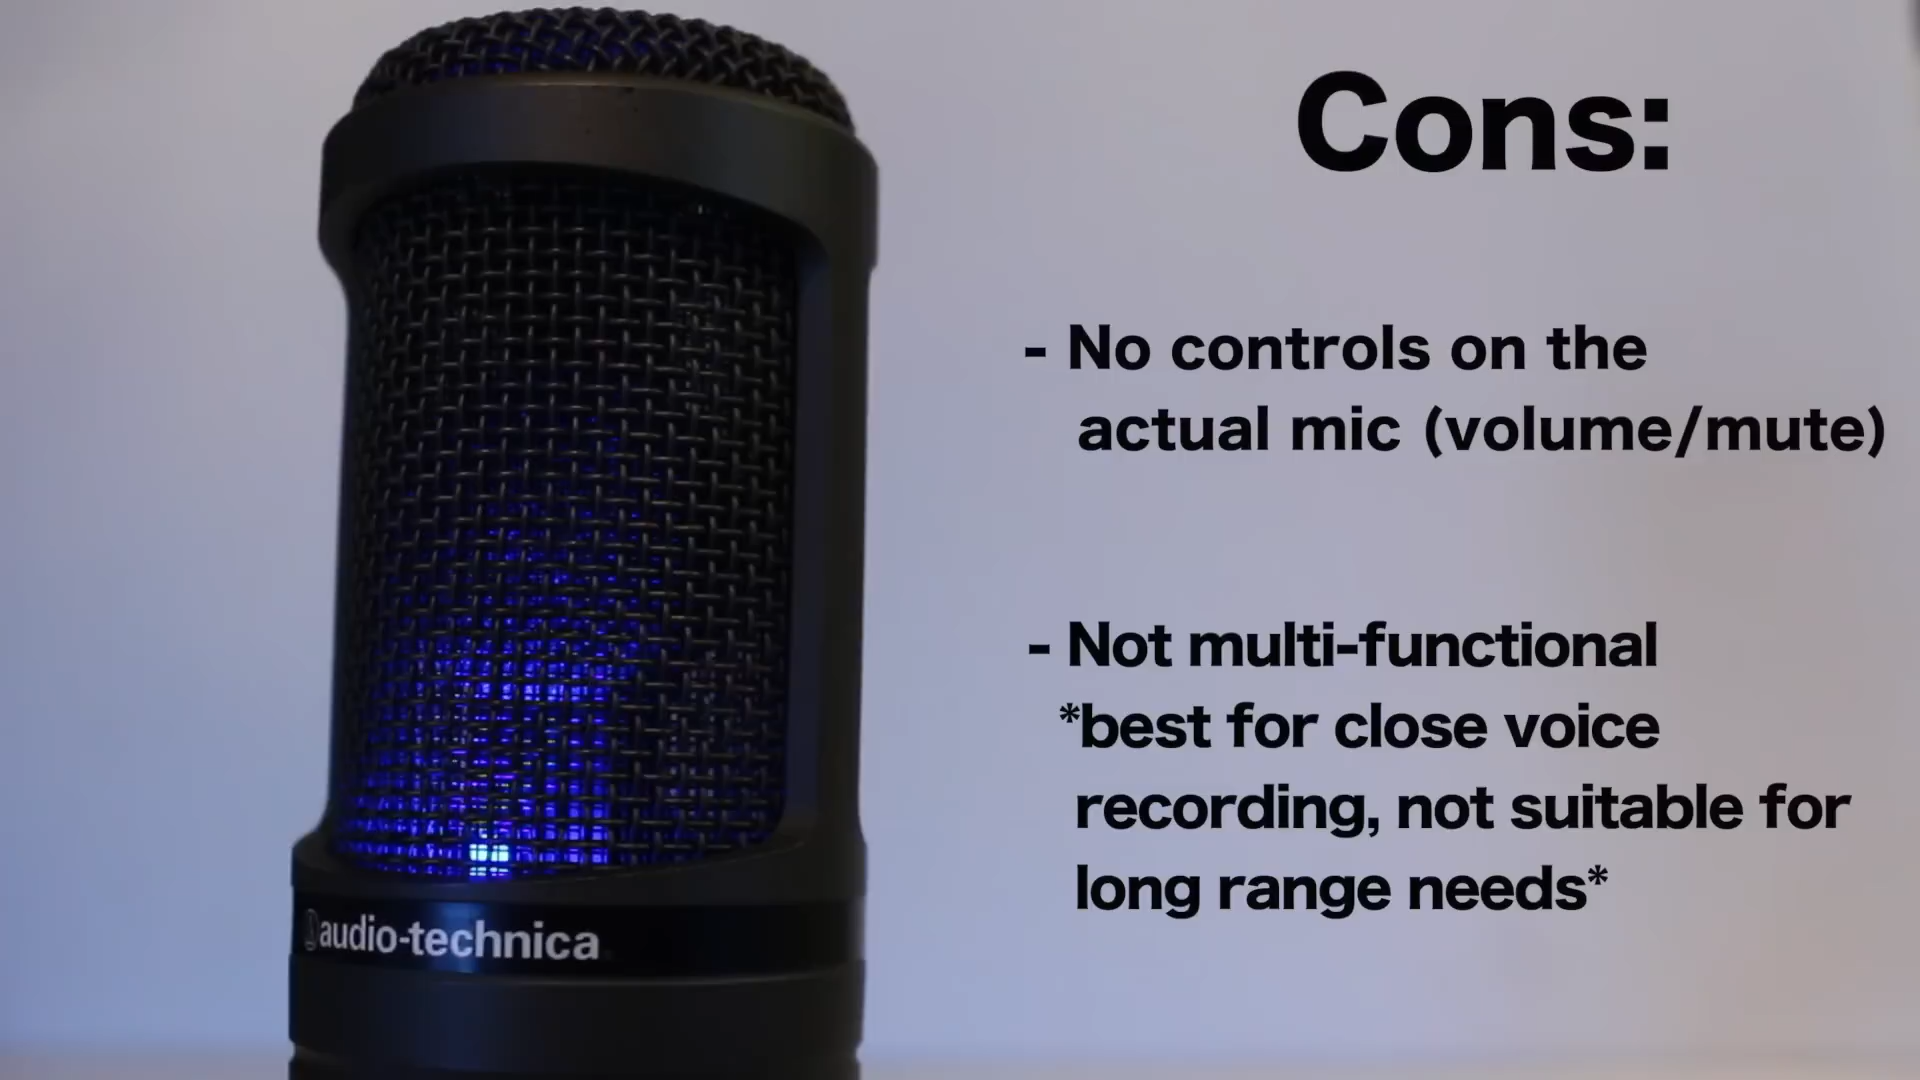 Cons:
- No controls on the
actual mic (volume/mute)
- Not multi-functional
*best for close voice
recording, not suitable for
long range needs*
audio-technica